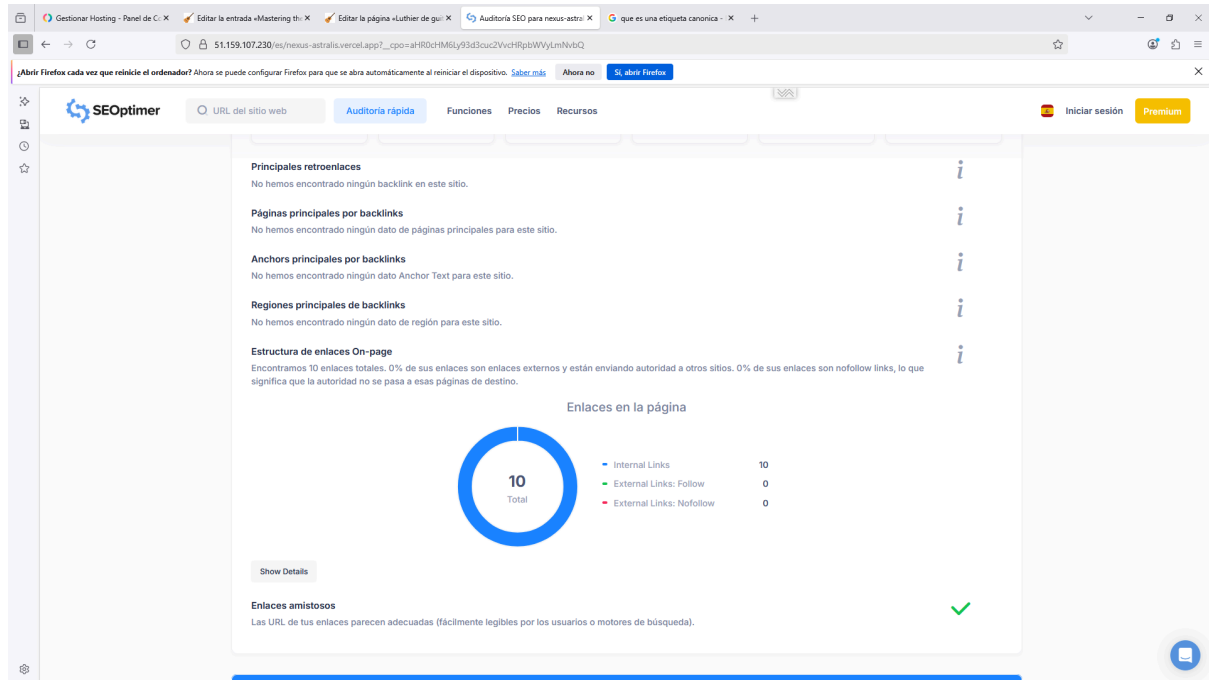 Gestionar Hosting - Panel de Co
Editar la entrada «Mastering the
Editar la página «Luthier de gui
Auditoría SEO para nexus-astral
que es una etiqueta canonica -
51.159.107.230/es/nexus-astralis.vercel.app?__cpo=aHR0cHM6Ly93d3cuc2VvcHRpbWVyLmNvbQ
¿Abrir Firefox cada vez que reinicie el ordenador? Ahora se puede configurar Firefox para que se abra automáticamente al reiniciar el dispositivo. Saber más Ahora no Sí, abrir Firefox
SEOptimer URL del sitio web Auditoría rápida Funciones Precios Recursos Iniciar sesión Premium
Principales retroenlaces
No hemos encontrado ningún backlink en este sitio.
Páginas principales por backlinks
No hemos encontrado ningún dato de páginas principales para este sitio.
Anchors principales por backlinks
No hemos encontrado ningún dato Anchor Text para este sitio.
Regiones principales de backlinks
No hemos encontrado ningún dato de región para este sitio.
Estructura de enlaces On-page
Encontramos 10 enlaces totales. 0% de sus enlaces son enlaces externos y están enviando autoridad a otros sitios. 0% de sus enlaces son nofollow links, lo que
significa que la autoridad no se pasa a esas páginas de destino.
Enlaces en la página
10
Total
Internal Links 10
External Links: Follow 0
External Links: Nofollow 0
Show Details
Enlaces amistosos
Las URL de tus enlaces parecen adecuadas (fácilmente legibles por los usuarios o motores de búsqueda).